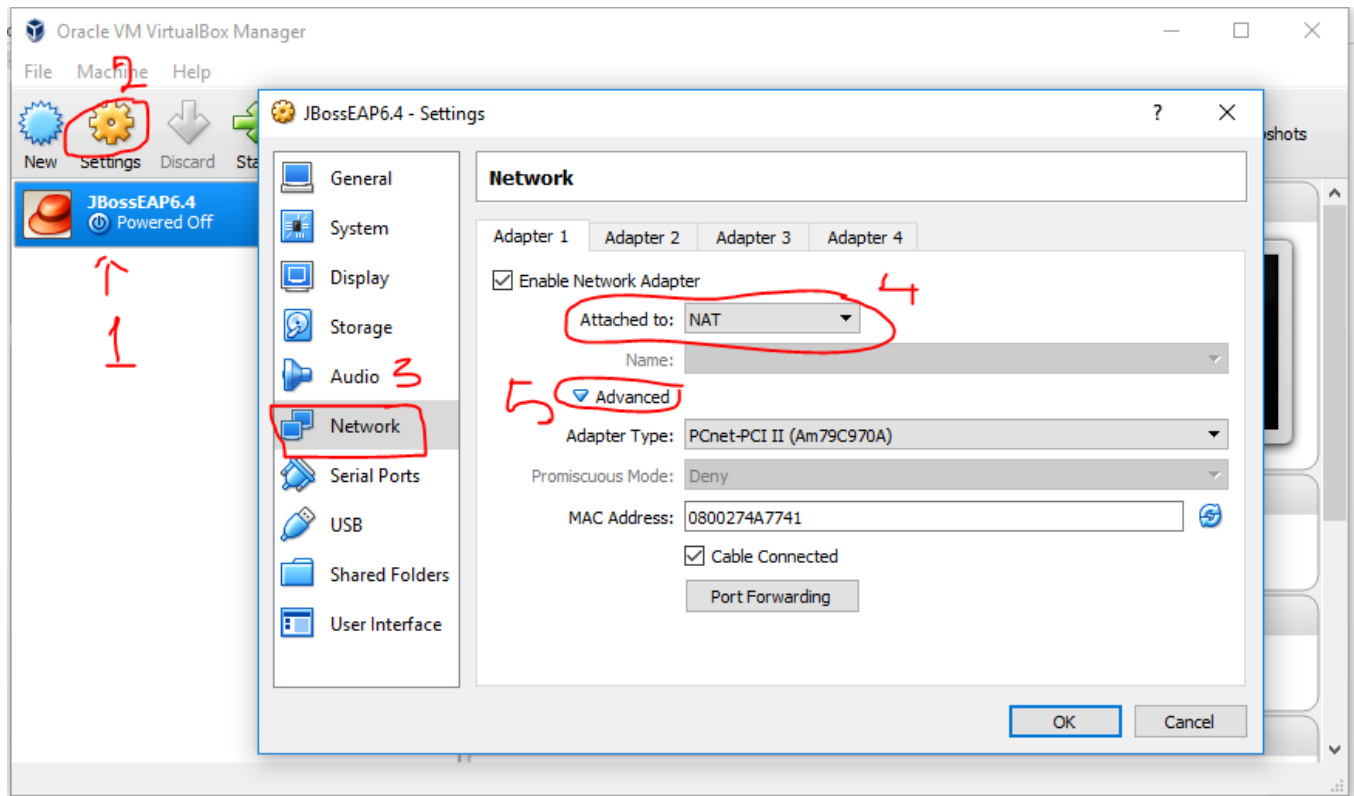 Oracle VM VirtualBox Manager
File Machine Help
2
New Settings Discard
shots
JBossEAP6.4
Powered Off
1
JBossEAP6.4 - Settings
?
General
System
Display
Storage
Audio 3
Network
Serial Ports
USB
Shared Folders
User Interface
Network
Adapter 1 Adapter 2 Adapter 3 Adapter 4
Enable Network Adapter
4
Attached to: NAT
Name:
5 Advanced
Adapter Type: PCnet-PCI II (Am79C970A)
Promiscuous Mode: Deny
MAC Address: 0800274A7741
Cable Connected
Port Forwarding
OK Cancel